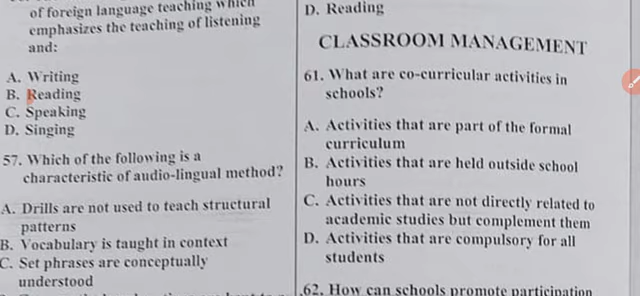 of foreign language teaching which
emphasizes the teaching of listening
and:
A. Writing
B. Reading
C. Speaking
D. Singing
57. Which of the following is a
characteristic of audio-lingual method?
A. Drills are not used to teach structural
patterns
B. Vocabulary is taught in context
C. Set phrases are conceptually
understood
D. Reading
CLASSROOM MANAGEMENT
61. What are co-curricular activities in
schools?
A. Activities that are part of the formal
curriculum
B. Activities that are held outside school
hours
C. Activities that are not directly related to
academic studies but complement them
D. Activities that are compulsory for all
students
62. How can schools promote participation